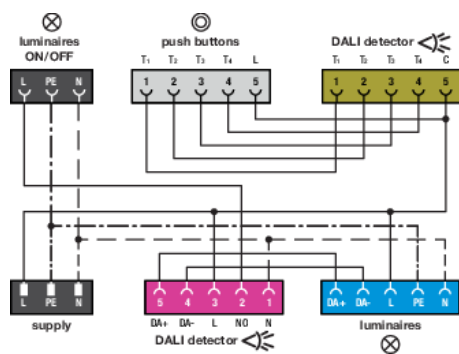 luminaires
ON/OFF
push buttons
DALI detector
L PE N
T₁ T₂ T₃ T₄ L
1 2 3 4 5
T₁ T₂ T₃ T₄ C
1 2 3 4 5
L PE N
supply
5 4 3 2 1
DA+ DA- L NO N
DALI detector
DA+ DA- L PE N
luminaires